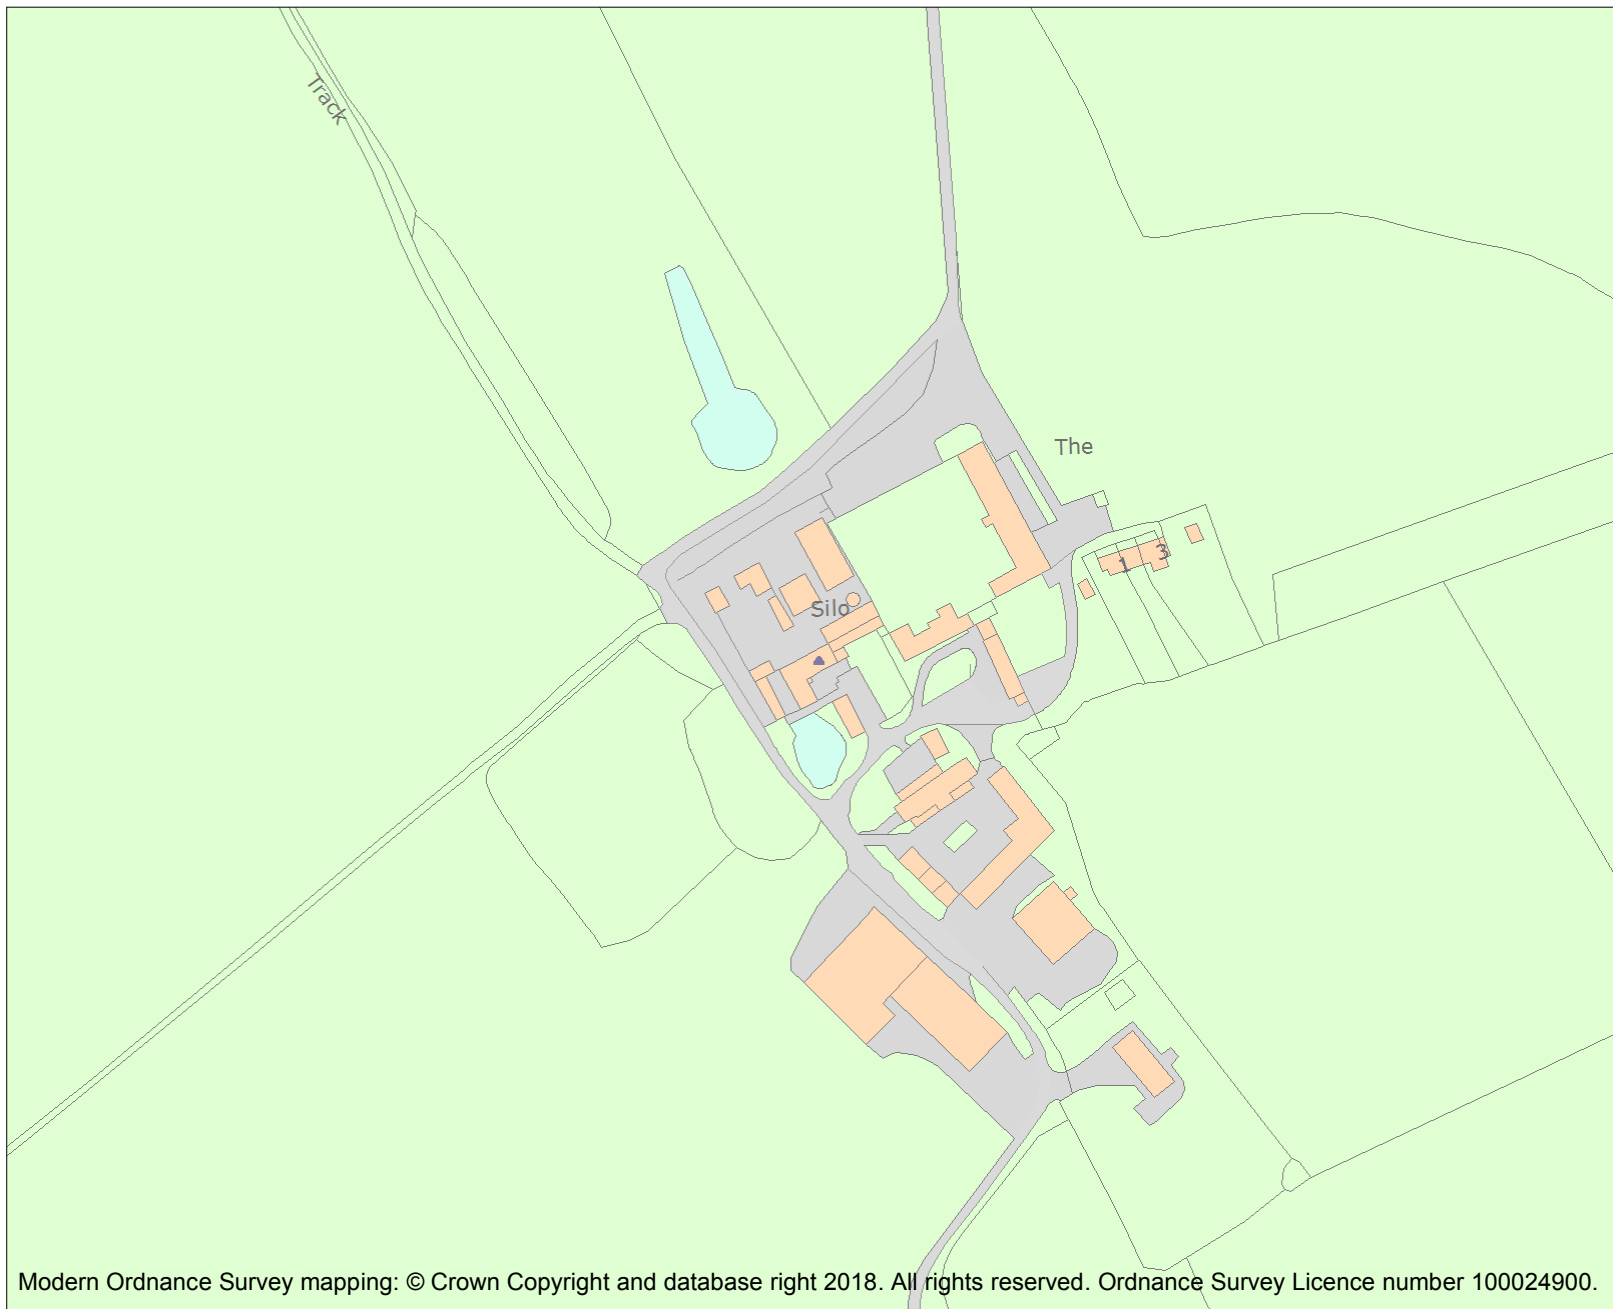 Track
The
1
3
Silo
Modern Ordnance Survey mapping: © Crown Copyright and database right 2018. All rights reserved. Ordnance Survey Licence number 100024900.